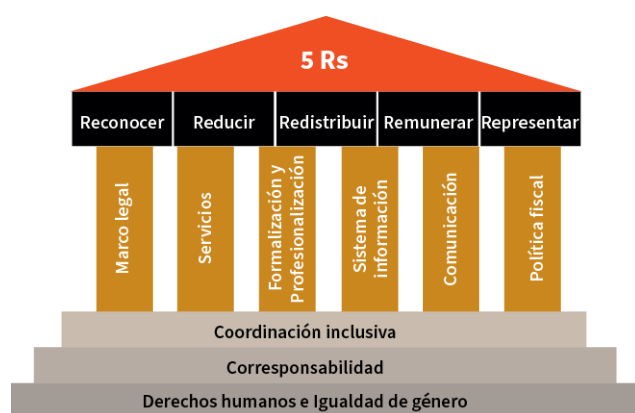 5 Rs
Reconocer
Reducir
Redistribuir
Remunerar
Representar
Marco legal
Servicios
Formalización y
Profesionalización
Sistema de
información
Comunicación
Política fiscal
Coordinación inclusiva
Corresponsabilidad
Derechos humanos e Igualdad de género